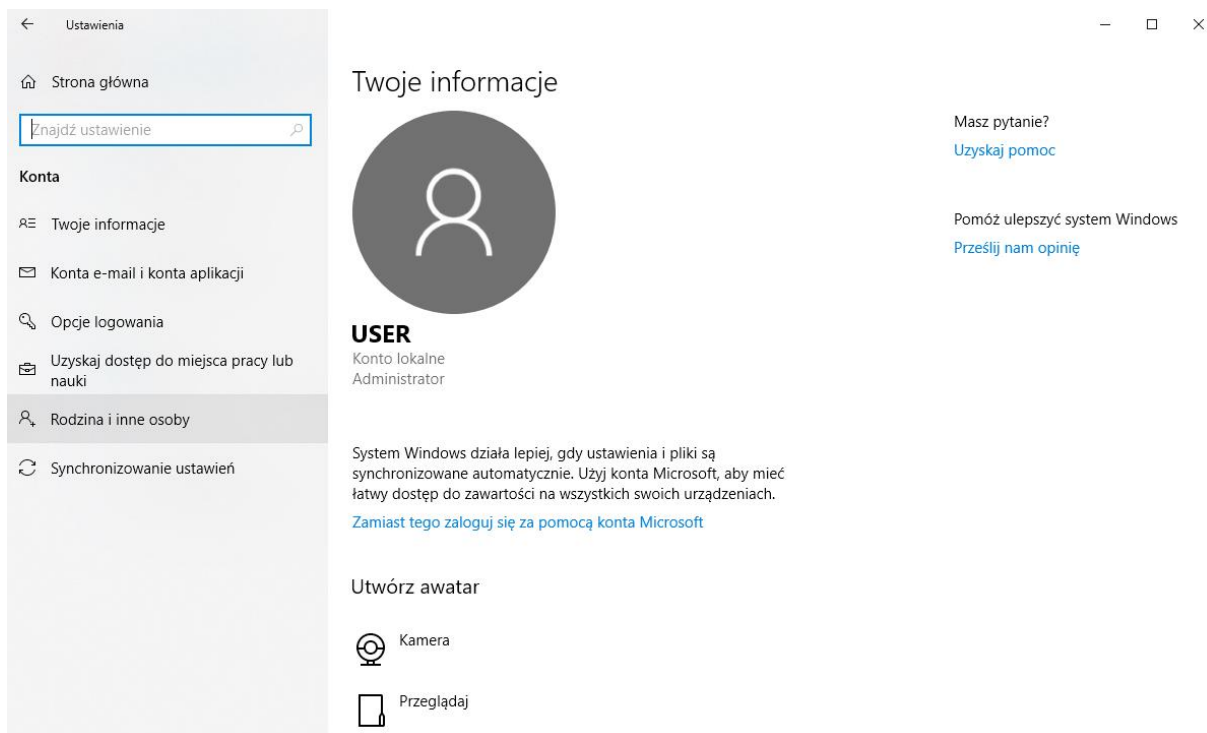 Ustawienia
Strona główna
Znajdź ustawienie
Konta
Twoje informacje
Konta e-mail i konta aplikacji
Opcje logowania
Uzyskaj dostęp do miejsca pracy lub
nauki
Rodzina i inne osoby
Synchronizowanie ustawień
Twoje informacje
USER
Konto lokalne
Administrator
System Windows działa lepiej, gdy ustawienia i pliki są
synchronizowane automatycznie. Użyj konta Microsoft, aby mieć
łatwy dostęp do zawartości na wszystkich swoich urządzeniach.
Zamiast tego zaloguj się za pomocą konta Microsoft
Utwórz awatar
Kamera
Przeglądaj
Masz pytanie?
Uzyskaj pomoc
Pomóż ulepszyć system Windows
Prześlij nam opinię